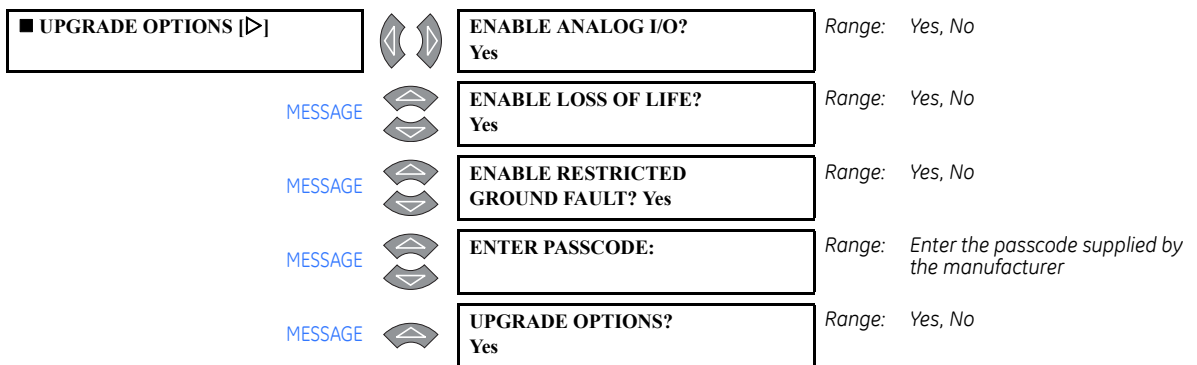 ■ UPGRADE OPTIONS [▷]
ENABLE ANALOG I/O?
Yes
Range: Yes, No
MESSAGE
ENABLE LOSS OF LIFE?
Yes
Range: Yes, No
MESSAGE
ENABLE RESTRICTED
GROUND FAULT? Yes
Range: Yes, No
MESSAGE
ENTER PASSCODE:
Range: Enter the passcode supplied by
the manufacturer
MESSAGE
UPGRADE OPTIONS?
Yes
Range: Yes, No